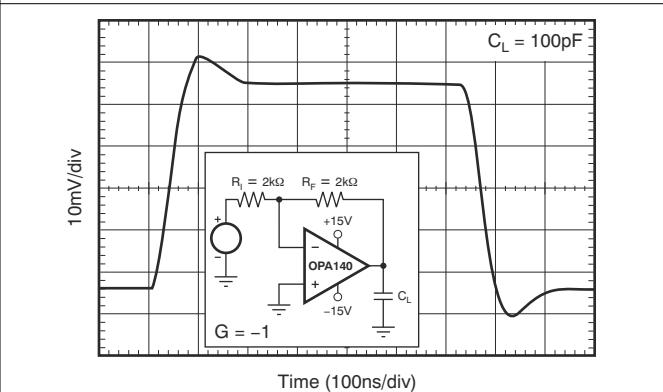 C_L = 100pF
10mV/div
R_I = 2kΩ R_F = 2kΩ
+15V
+
−
−
OPA140
+
C_L
−15V
G = −1
Time (100ns/div)